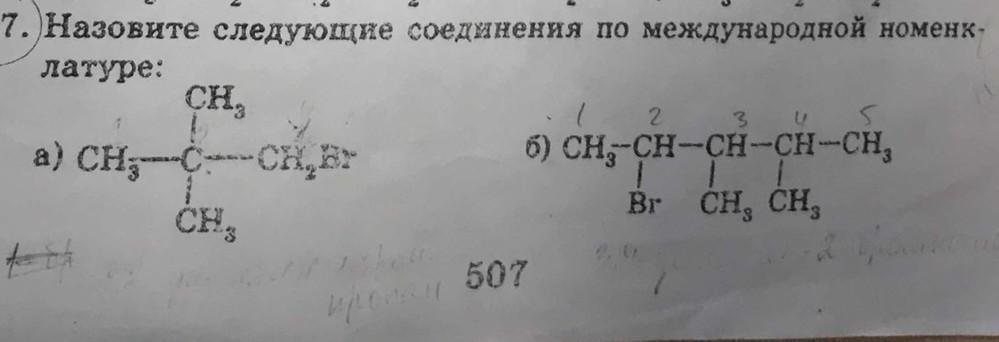 7. Назовите следующие соединения по международной номенк-
латуре:
CH₃
а) CH₃—C—CH₂Br
CH₃
1 2 3 4 5
б) CH₃—CH—CH—CH—CH₃
Br CH₃ CH₃
507
пропан